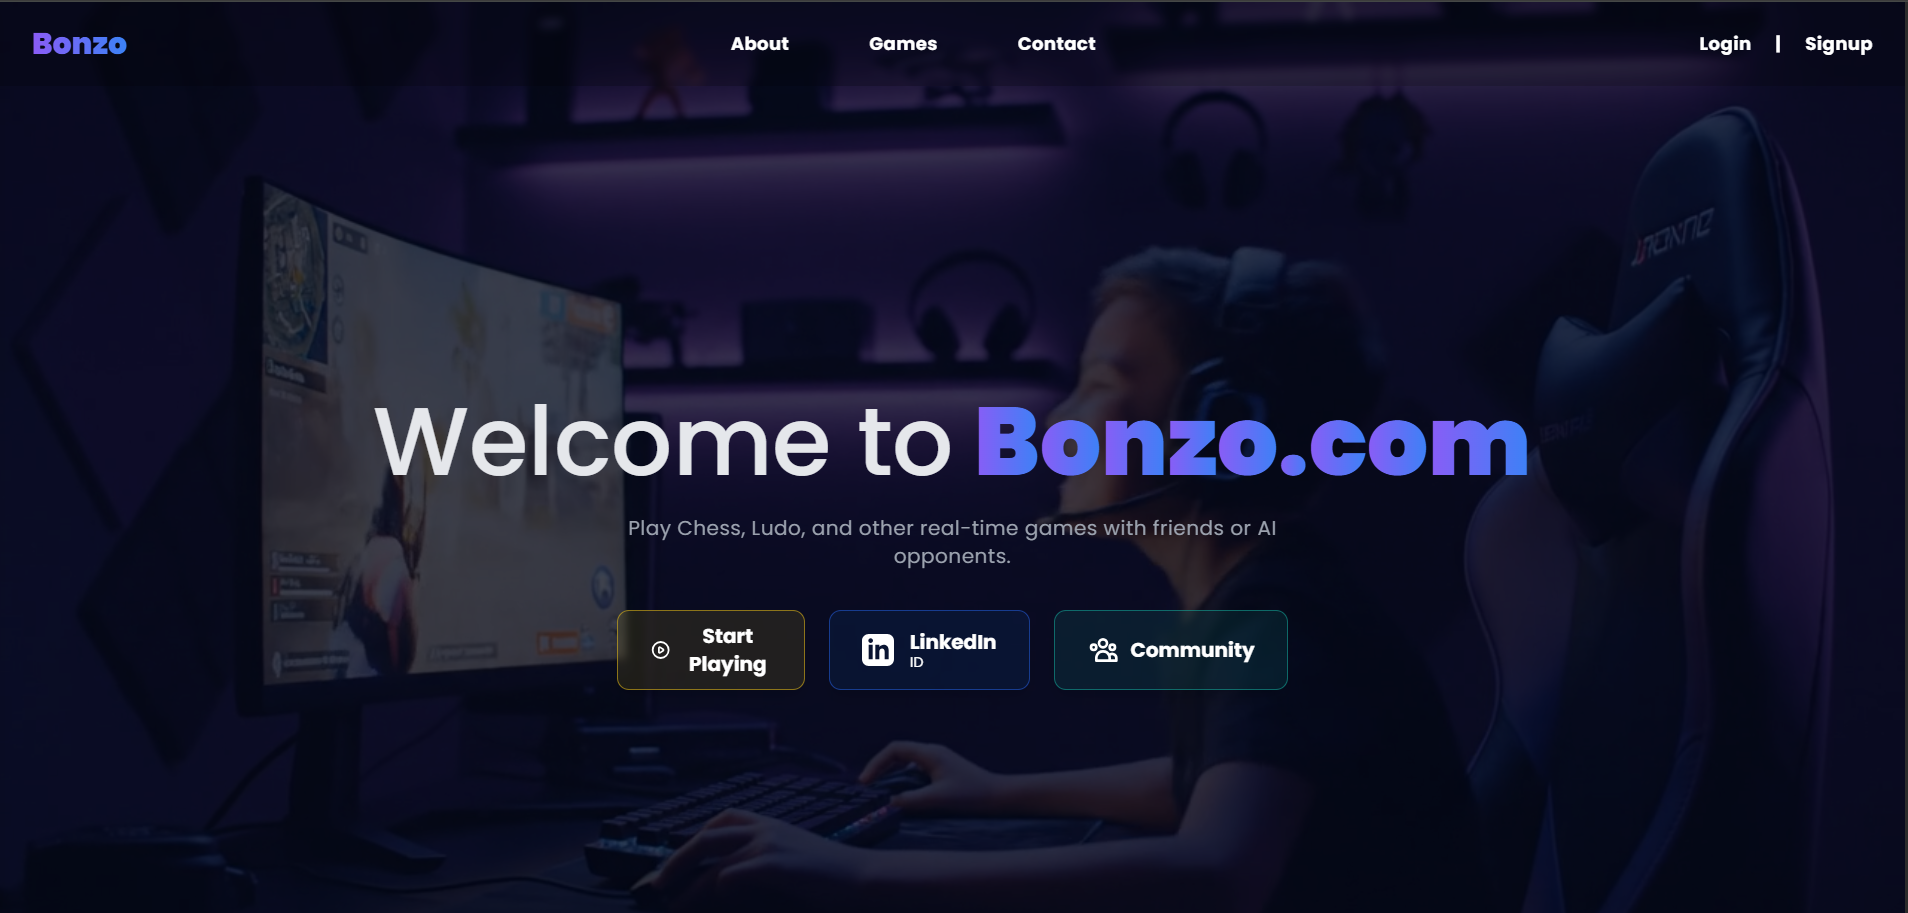 Bonzo
About
Games
Contact
Login | Signup
Welcome to Bonzo.com
Play Chess, Ludo, and other real-time games with friends or AI
opponents.
Start
Playing
LinkedIn
ID
Community